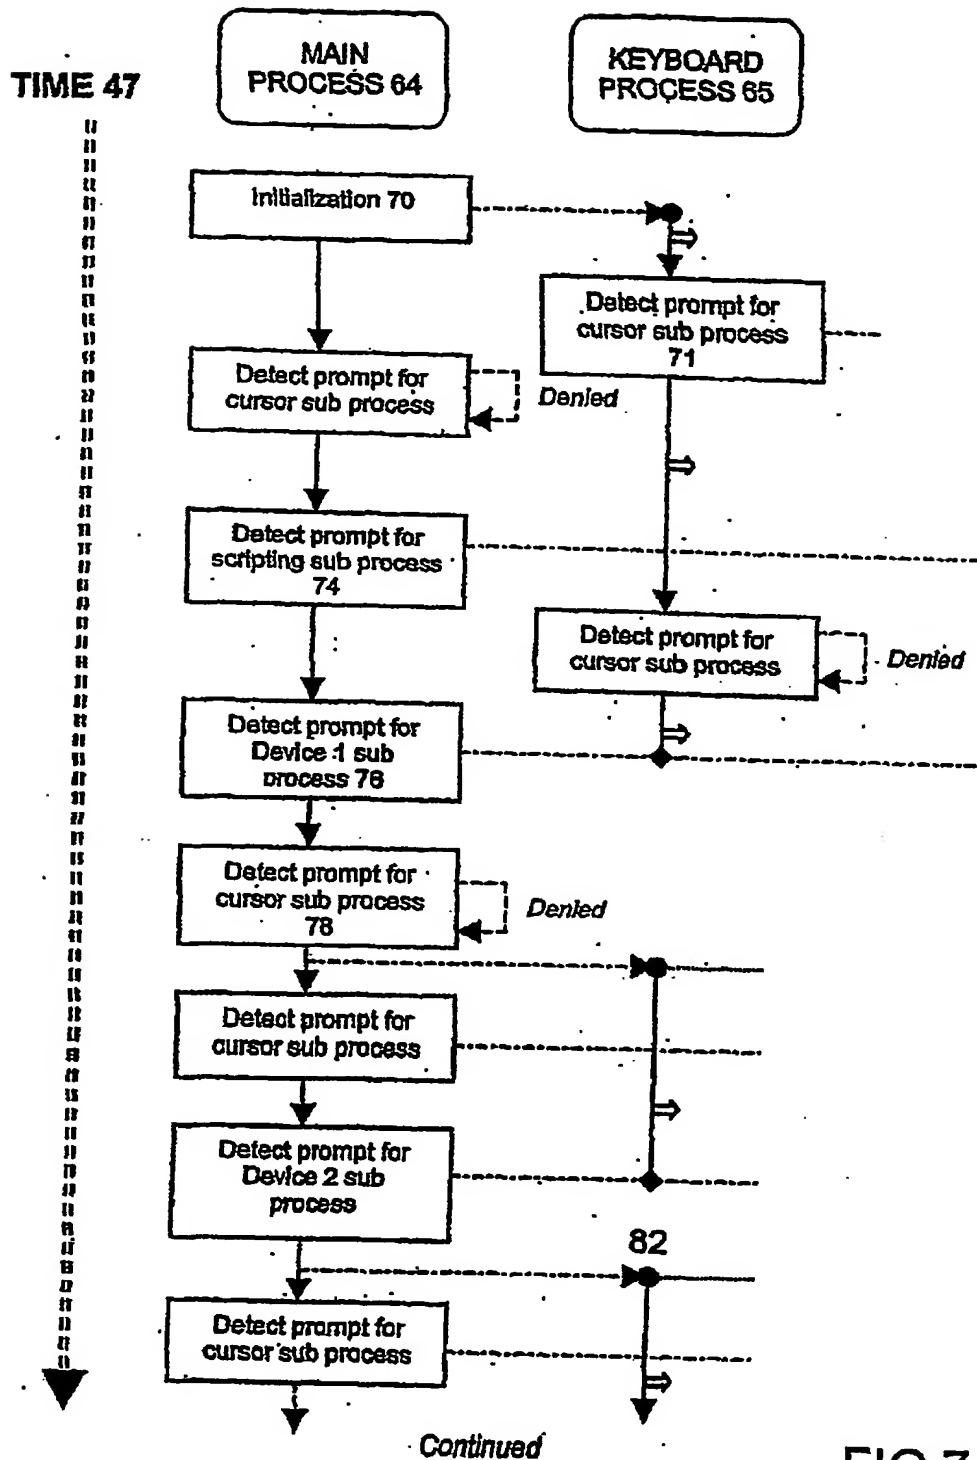 TIME 47
MAIN
PROCESS 64
KEYBOARD
PROCESS 65
Initialization 70
Detect prompt for
cursor sub process
71
Detect prompt for
cursor sub process
Denied
Detect prompt for
scripting sub process
74
Detect prompt for
cursor sub process
Denied
Detect prompt for
Device 1 sub
process 76
Detect prompt for
cursor sub process
78
Denied
Detect prompt for
cursor sub process
Detect prompt for
Device 2 sub
process
82
Detect prompt for
cursor sub process
Continued